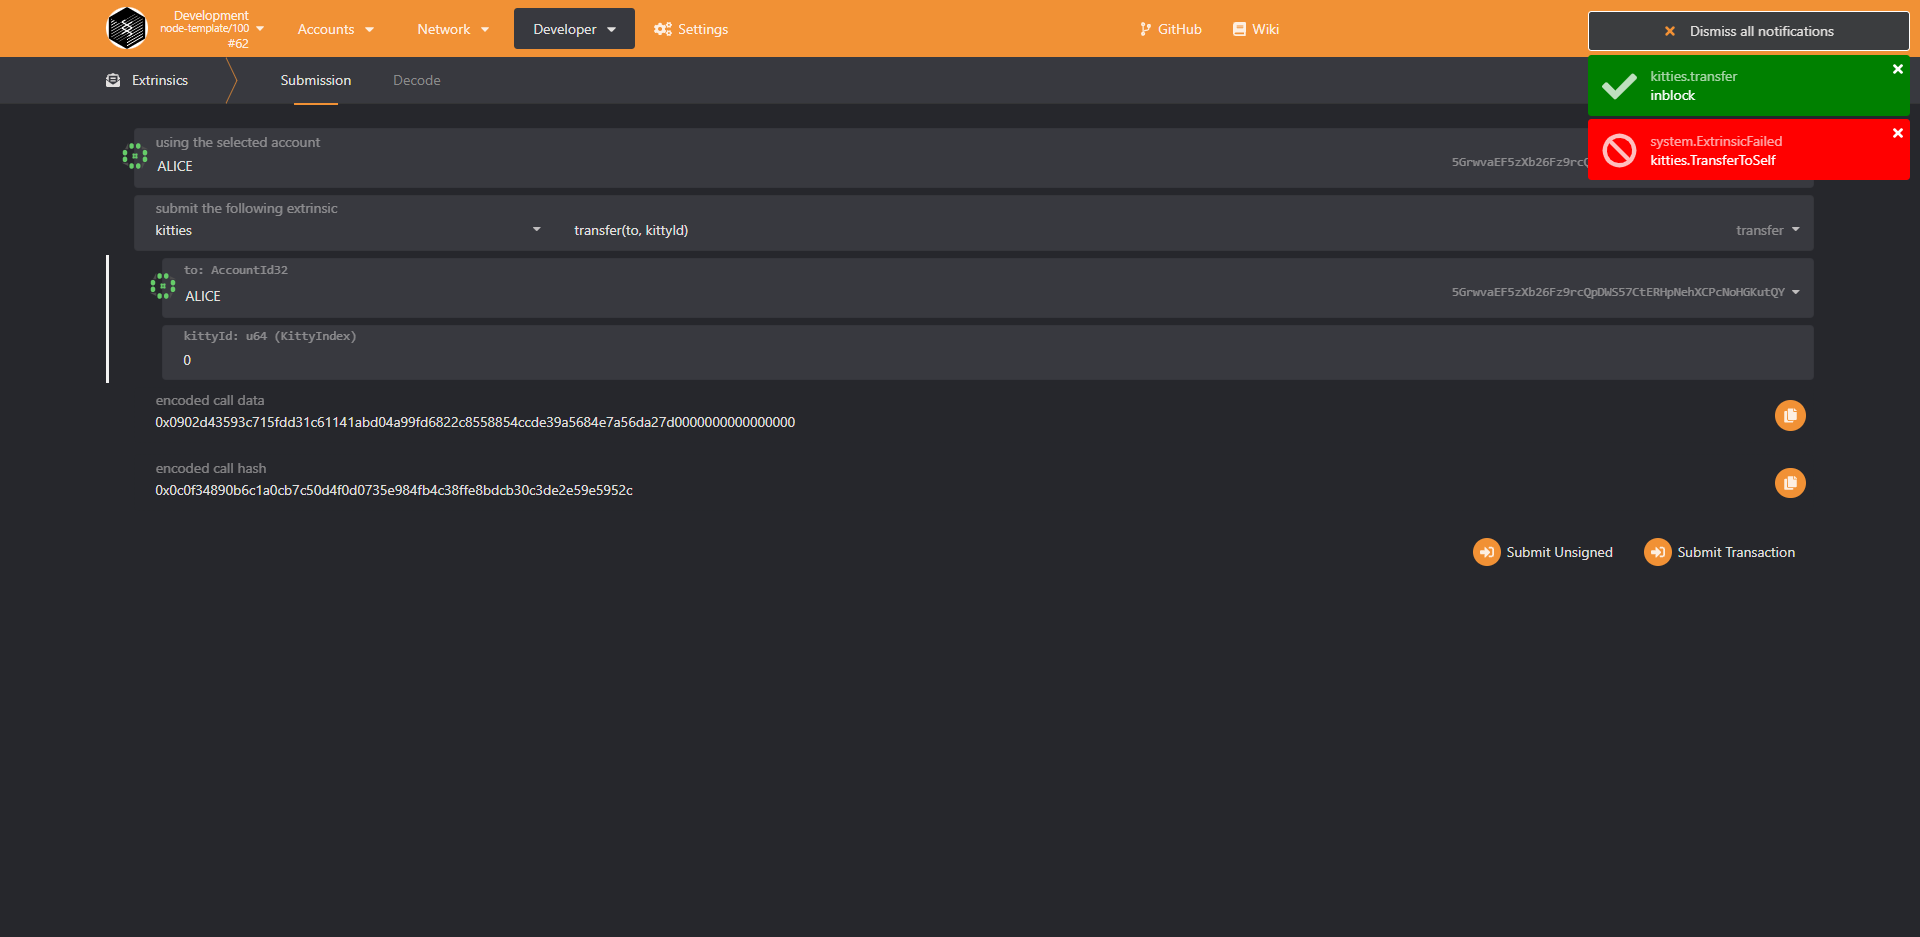 Development
node-template/100
#62
Accounts
Network
Developer
Settings
GitHub
Wiki
Dismiss all notifications
Extrinsics
Submission
Decode
kitties.transfer
inblock
system.ExtrinsicFailed
kitties.TransferToSelf
using the selected account
ALICE
5GrwvaEF5zXb26Fz9rcQ
submit the following extrinsic
kitties
transfer(to, kittyId)
transfer
to: AccountId32
ALICE
5GrwvaEF5zXb26Fz9rcQpDWS57CtERHpNehXCPcNoHGKutQY
kittyId: u64 (KittyIndex)
0
encoded call data
0x0902d43593c715fdd31c61141abd04a99fd6822c8558854ccde39a5684e7a56da27d0000000000000000
encoded call hash
0x0c0f34890b6c1a0cb7c50d4f0d0735e984fb4c38ffe8bdcb30c3de2e59e5952c
Submit Unsigned
Submit Transaction